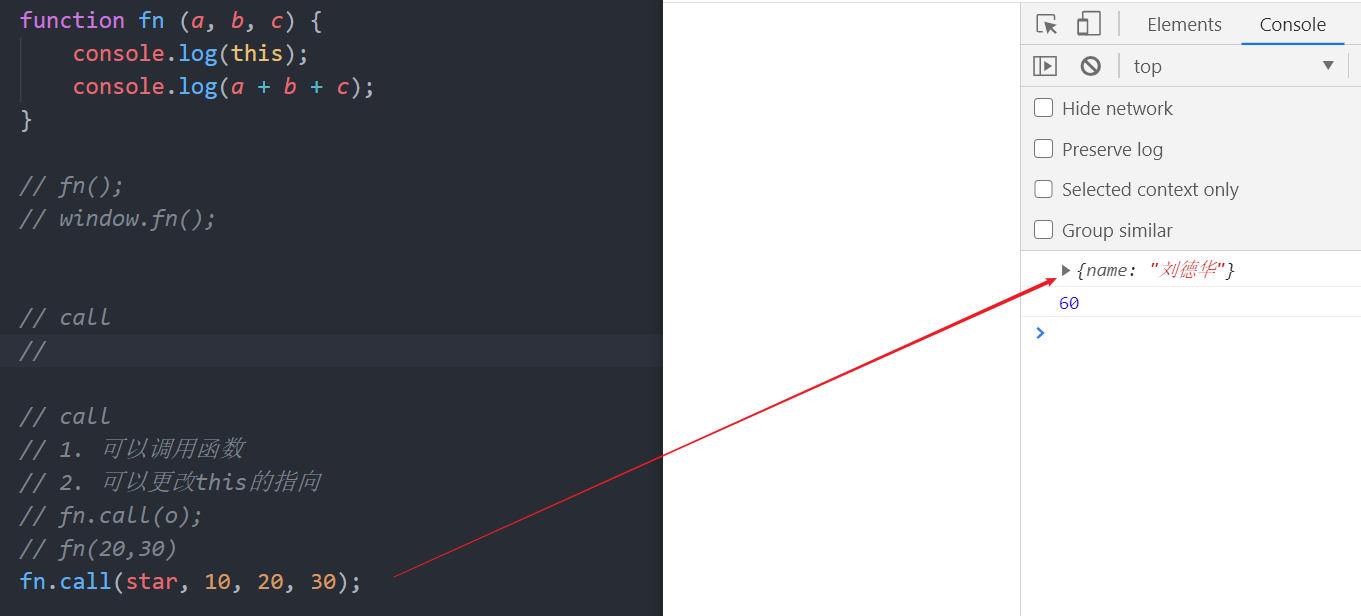 function fn (a, b, c) {
console.log(this);
console.log(a + b + c);
}
// fn();
// window.fn();
// call
//
// call
// 1. 可以调用函数
// 2. 可以更改this的指向
// fn.call(o);
// fn(20,30)
fn.call(star, 10, 20, 30);
Elements Console
top
Hide network
Preserve log
Selected context only
Group similar
{name: "刘德华"}
60